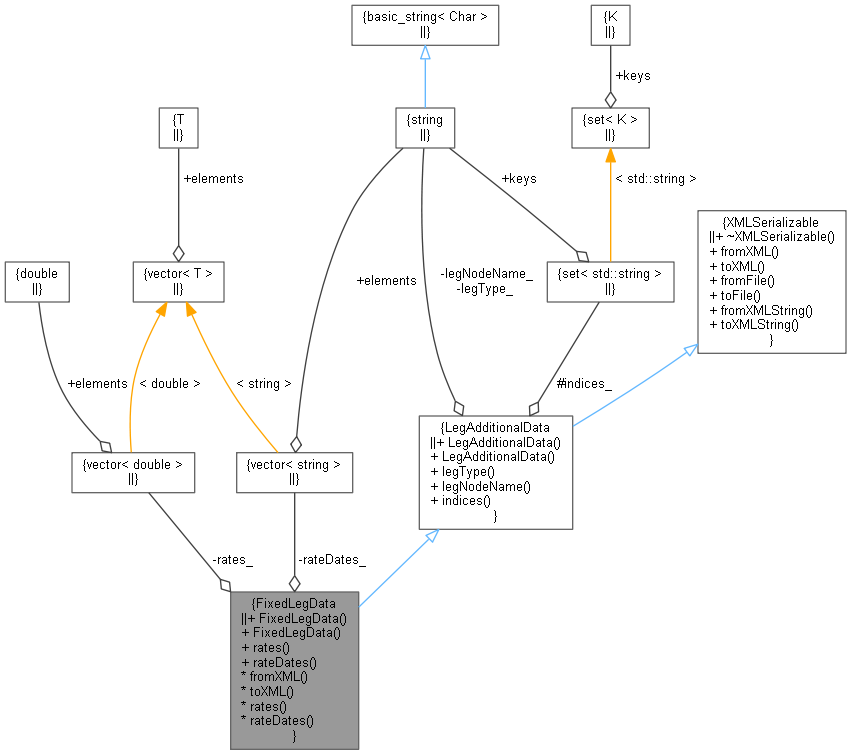 {basic_string< Char >
||}
{K
||}
+keys
{T
||}
{string
||}
{set< K >
||}
+elements
+keys
< std::string >
{XMLSerializable
||+ ~XMLSerializable()
+ fromXML()
+ toXML()
+ fromFile()
+ toFile()
+ fromXMLString()
+ toXMLString()
}
{double
||}
{vector< T >
||}
+elements
-legNodeName_
-legType_
{set< std::string >
||}
+elements
< double >
< string >
#indices_
{LegAdditionalData
||+ LegAdditionalData()
+ LegAdditionalData()
+ legType()
+ legNodeName()
+ indices()
}
{vector< double >
||}
{vector< string >
||}
-rates_
-rateDates_
{FixedLegData
||+ FixedLegData()
+ FixedLegData()
+ rates()
+ rateDates()
* fromXML()
* toXML()
* rates()
* rateDates()
}